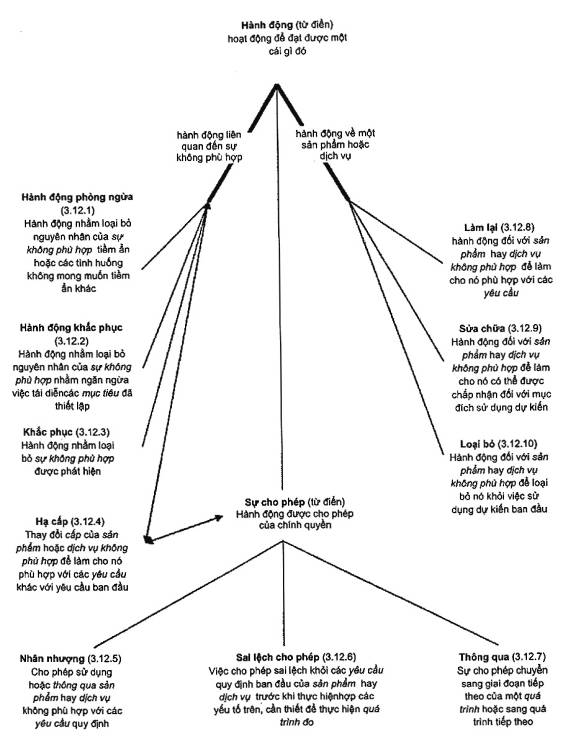 Hành động (từ điển)
hoạt động để đạt được một
cái gì đó
hành động liên
quan đến sự
không phù hợp
hành động về một
sản phẩm hoặc
dịch vụ
Hành động phòng ngừa
(3.12.1)
Hành động nhằm loại bỏ
nguyên nhân của sự
không phù hợp tiềm ẩn
hoặc các tình huống
không mong muốn tiềm
ẩn khác
Làm lại (3.12.8)
hành động đối với sản
phẩm hay dịch vụ
không phù hợp để làm
cho nó phù hợp với các
yêu cầu
Hành động khắc phục
(3.12.2)
Hành động nhằm loại bỏ
nguyên nhân của sự không
phù hợp nhằm ngăn ngừa
việc tái diễncác mục tiêu đã
thiết lập
Sửa chữa (3.12.9)
Hành động đối với sản
phẩm hay dịch vụ
không phù hợp để làm
cho nó có thể được
chấp nhận đối với mục
đích sử dụng dự kiến
Khắc phục (3.12.3)
Hành động nhằm loại
bỏ sự không phù hợp
được phát hiện
Loại bỏ (3.12.10)
Hành động đối với sản
phẩm hay dịch vụ
không phù hợp để loại
bỏ nó khỏi việc sử
dụng dự kiến ban đầu
Sự cho phép (từ điển)
Hành động được cho phép
của chính quyền
Hạ cấp (3.12.4)
Thay đổi cấp của sản
phẩm hoặc dịch vụ không
phù hợp để làm cho nó
phù hợp với các yêu cầu
khác với yêu cầu ban đầu
Nhân nhượng (3.12.5)
Cho phép sử dụng
hoặc thông qua sản
phẩm hay dịch vụ
không phù hợp với các
yêu cầu quy định
Sai lệch cho phép (3.12.6)
Việc cho phép sai lệch khỏi các yêu cầu
quy định ban đầu của sản phẩm hay
dịch vụ trước khi thực hiệnhợp các
yếu tố trên, cần thiết để thực hiện quá
trình đo
Thông qua (3.12.7)
Sự cho phép chuyển
sang giai đoạn tiếp
theo của một quá
trình hoặc sang quá
trình tiếp theo